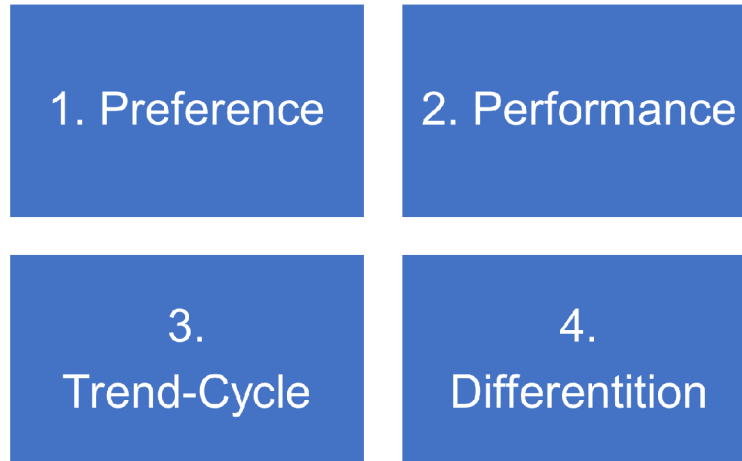 1. Preference
2. Performance
3.
Trend-Cycle
4.
Differentition